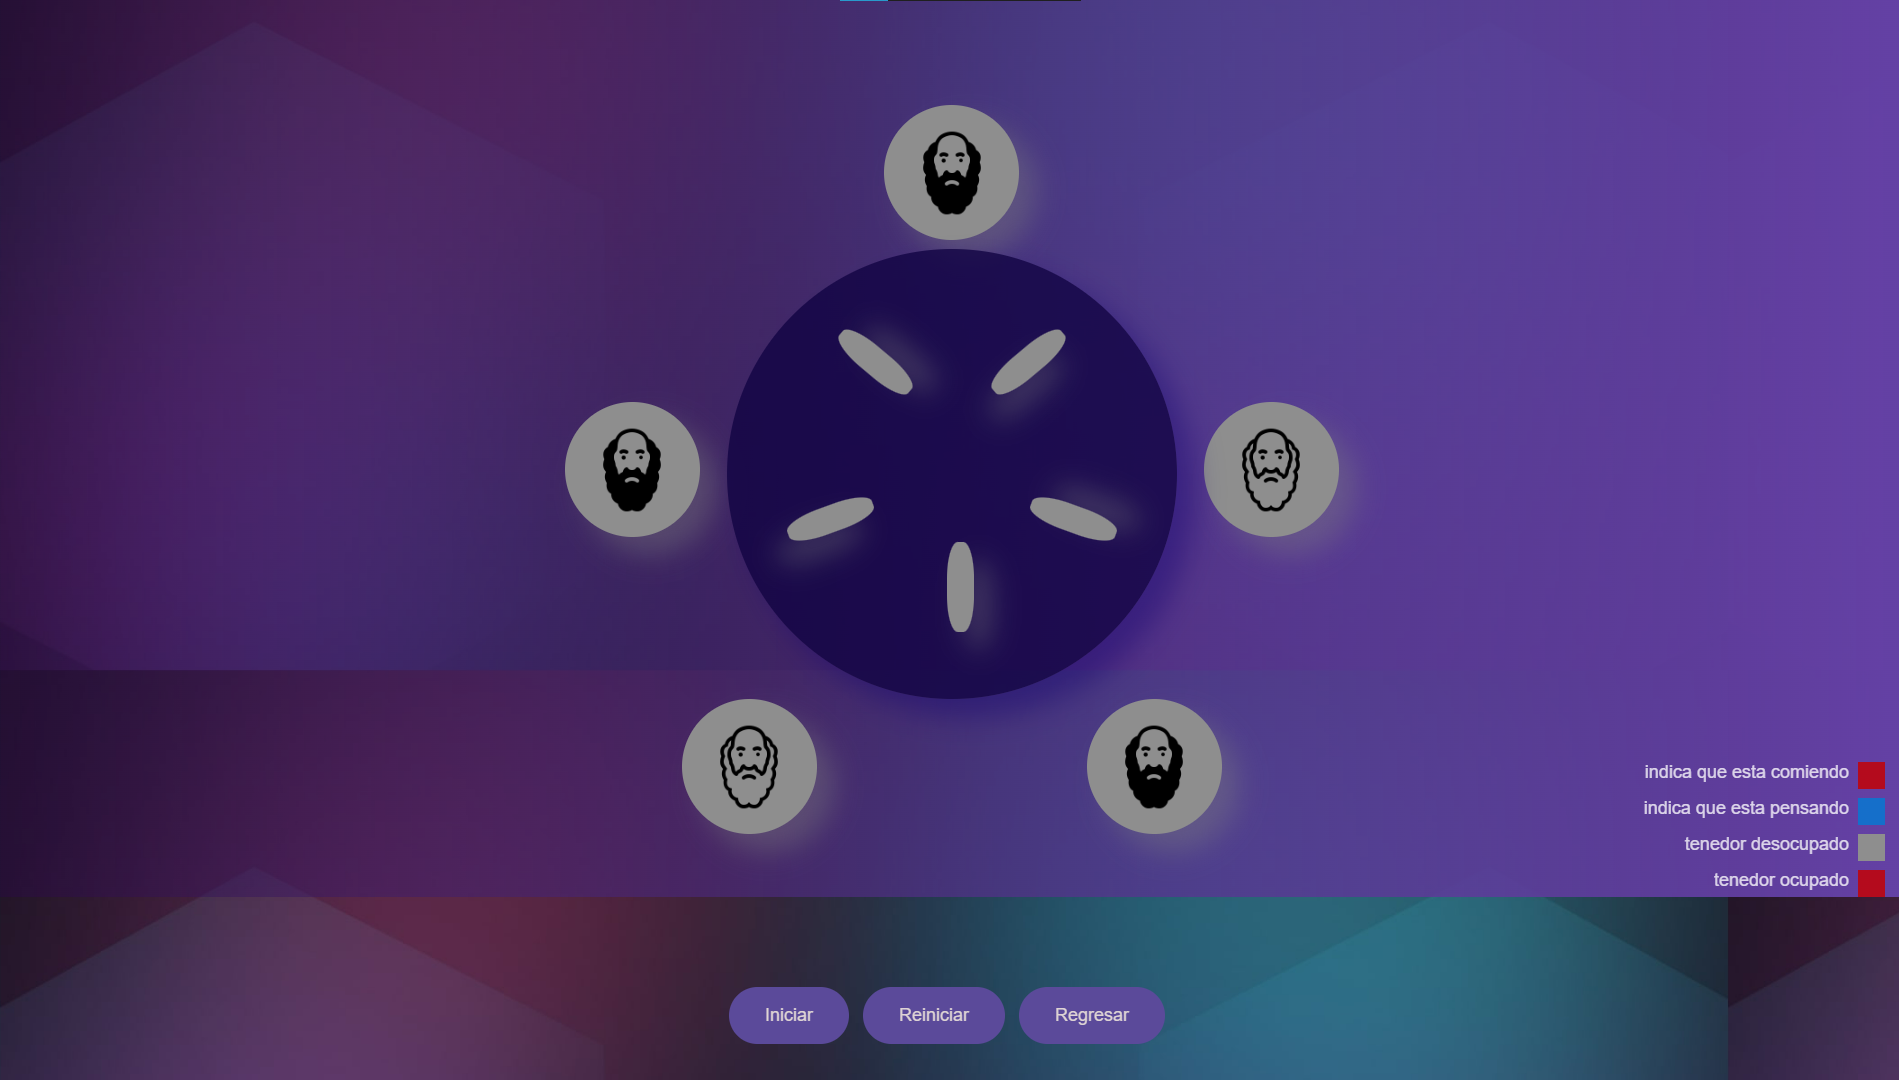 indica que esta comiendo
indica que esta pensando
tenedor desocupado
tenedor ocupado
Iniciar
Reiniciar
Regresar